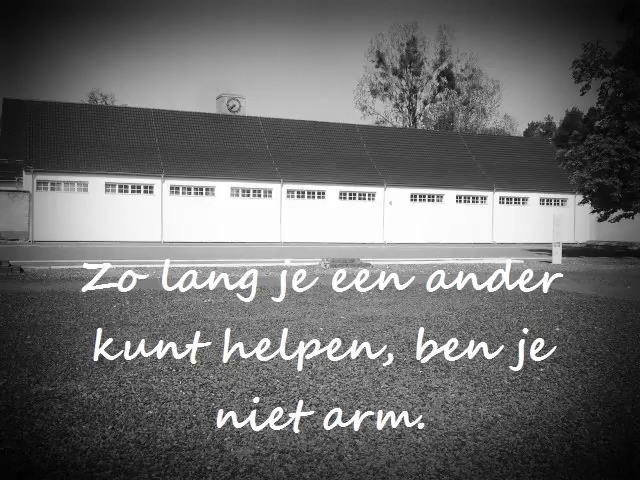 Zo lang je een ander
kunt helpen, ben je
niet arm.